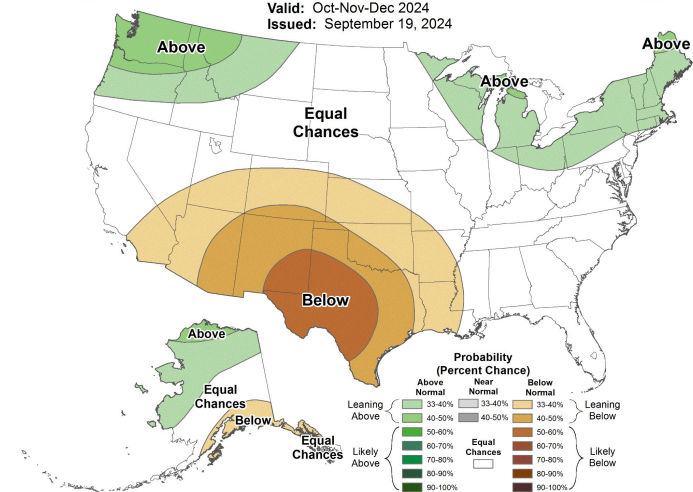 Valid: Oct-Nov-Dec 2024
Issued: September 19, 2024
Above
Above
Above
Equal
Chances
Below
Above
Equal
Chances
Below
Equal
Chances
Probability
(Percent Chance)
Above
Normal
Near
Normal
Below
Normal
Leaning
Above
33-40%
40-50%
33-40%
40-50%
33-40%
40-50%
Leaning
Below
Likely
Above
50-60%
60-70%
70-80%
80-90%
90-100%
Equal
Chances
50-60%
60-70%
70-80%
80-90%
90-100%
Likely
Below